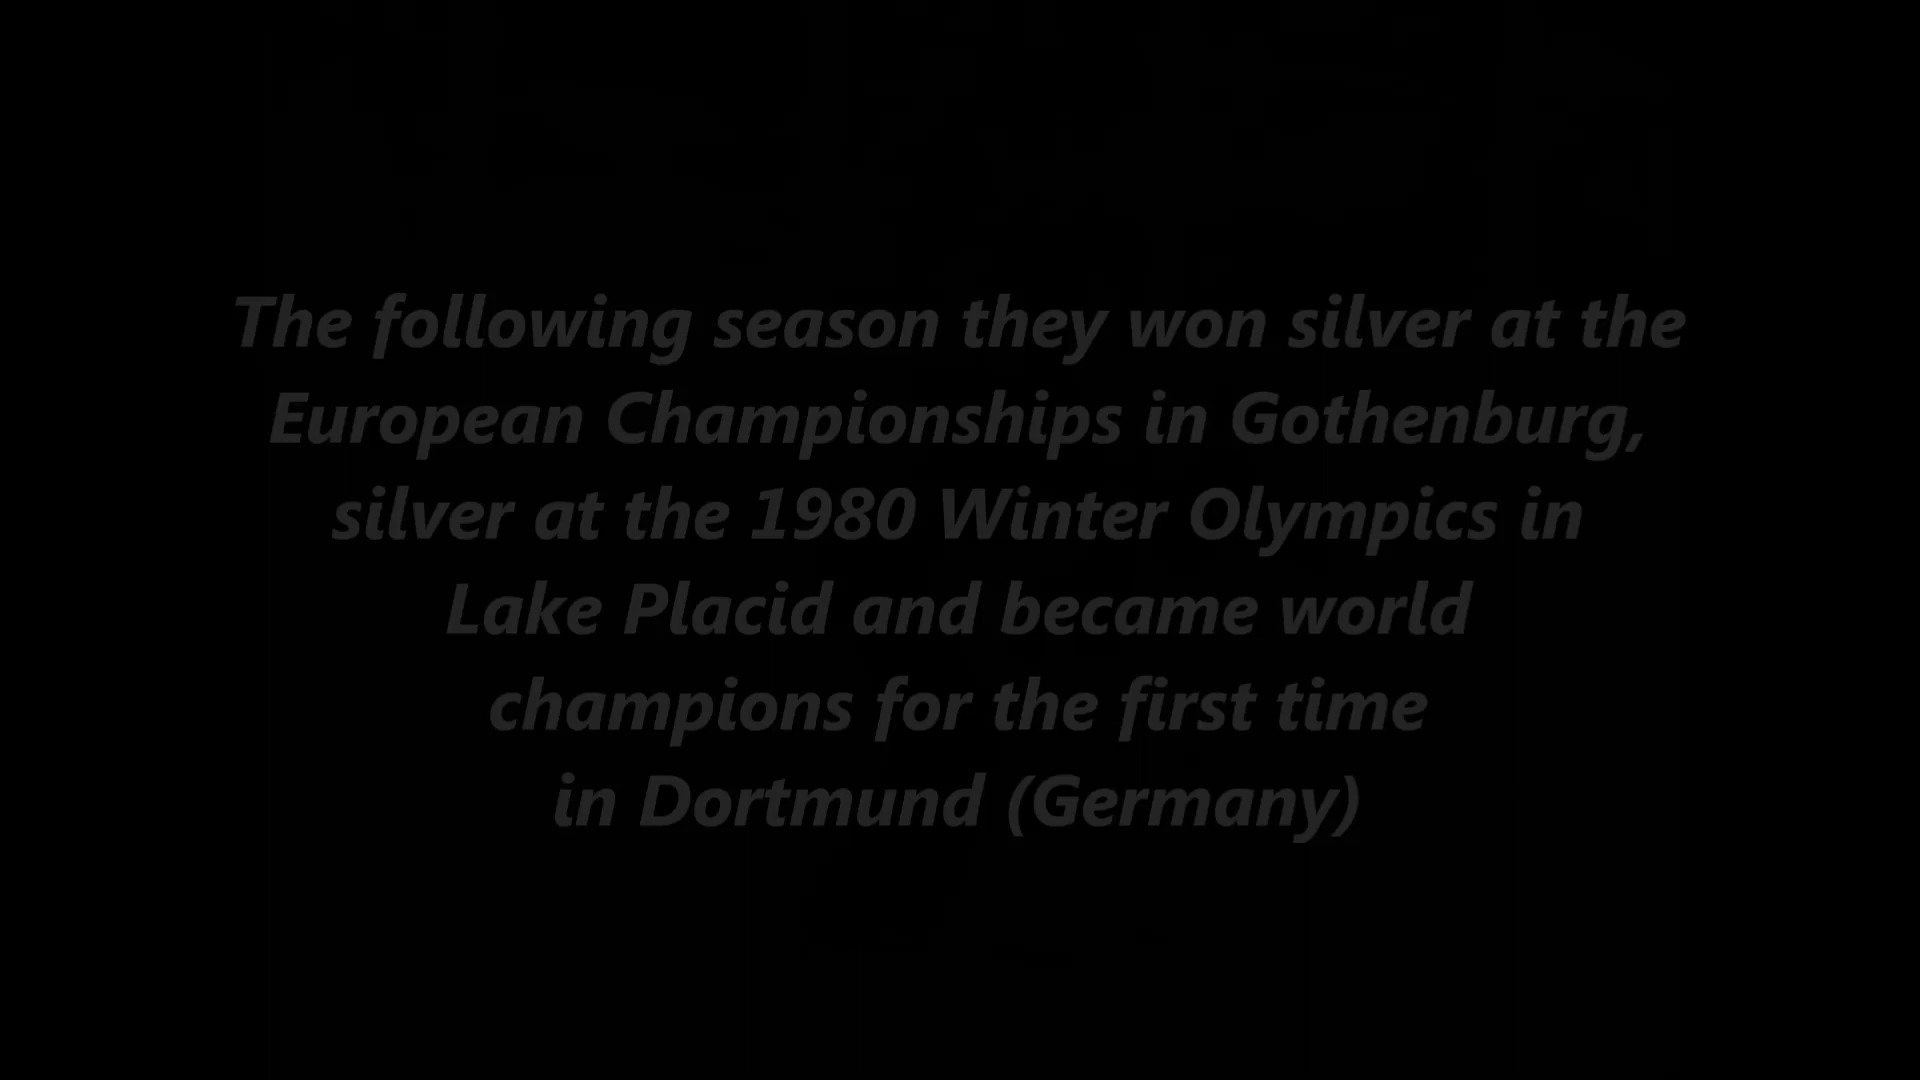 The following season they won silver at the
European Championships in Gothenburg,
silver at the 1980 Winter Olympics in
Lake Placid and became world
champions for the first time
in Dortmund (Germany)